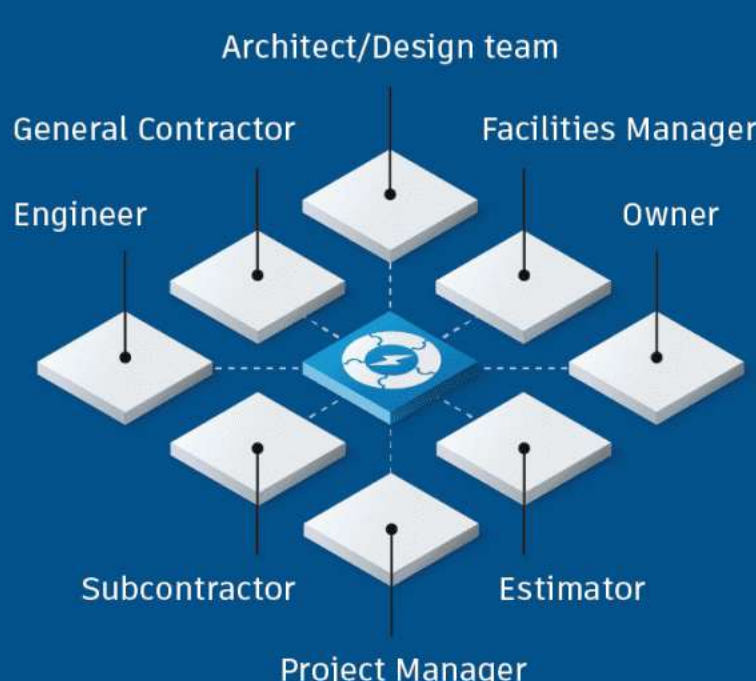 Architect/Design team
General Contractor
Facilities Manager
Engineer
Owner
Subcontractor
Estimator
Project Manager